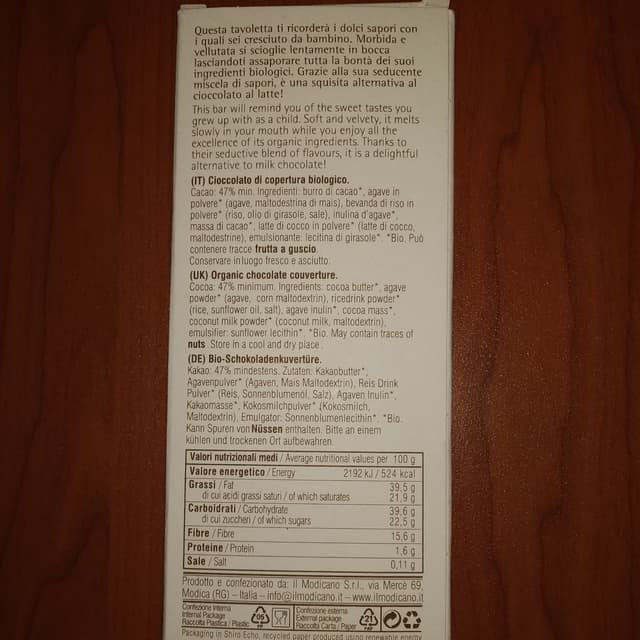 Questa tavoletta ti ricorderà i dolci sapori con
i quali sei cresciuto da bambino. Morbida e
vellutata si scioglie lentamente in bocca
lasciandoti assaporare tutta la bontà dei suoi
ingredienti biologici. Grazie alla sua seducente
miscela di sapori, è una squisita alternativa al
cioccolato al latte!
This bar will remind you of the sweet tastes you
grew up with as a child. Soft and velvety, it melts
slowly in your mouth while you enjoy all the
excellence of its organic ingredients. Thanks to
their seductive blend of flavours, it is a delightful
alternative to milk chocolate!
(IT) Cioccolato di copertura biologico.
Cacao: 47% min. Ingredienti: burro di cacao*, agave in
polvere* (agave, maltodestrina di mais), bevanda di riso in
polvere* (riso, olio di girasole, sale), inulina d'agave*,
massa di cacao*, latte di cocco in polvere* (latte di cocco,
maltodestrine), emulsionante: lecitina di girasole*. *Bio. Può
contenere tracce frutta a guscio.
Conservare in luogo fresco e asciutto.
(UK) Organic chocolate couverture.
Cocoa: 47% minimum. Ingredients: cocoa butter*, agave
powder* (agave, corn maltodextrin), ricedrink powder*
(rice, sunflower oil, salt), agave inulin*, cocoa mass*,
coconut milk powder* (coconut milk, maltodextrin),
emulsifier: sunflower lecithin*. *Bio. May contain traces of
nuts. Store in a cool and dry place.
(DE) Bio-Schokoladenkuvertüre.
Kakao: 47% mindestens. Zutaten: Kakaobutter*,
Agavenpulver* (Agaven, Mais Maltodextrin), Reis Drink
Pulver* (Reis, Sonnenblumenöl, Salz), Agaven Inulin*,
Kakaomasse*, Kokosmilchpulver* (Kokosmilch,
Maltodextrin), Emulgator: Sonnenblumenlecithin*. *Bio.
Kann Spuren von Nüssen enthalten. Bitte an einem
kühlen und trockenen Ort aufbewahren.
Valori nutrizionali medi / Average nutritional values per 100 g
Valore energetico / Energy 2192 kJ / 524 kcal
Grassi / Fat 39,5 g
di cui acidi grassi saturi / of which saturates 21,9 g
Carboidrati / Carbohydrate 39,6 g
di cui zuccheri / of which sugars 22,5 g
Fibre / Fibre 15,6 g
Proteine / Protein 1,6 g
Sale / Salt 0,11 g
Prodotto e confezionato da: Il Modicano S.r.l., via Mercè 69,
Modica (RG) – Italia – info@ilmodicano.it – www.ilmodicano.it
Confezione Interna
Internal Package
Raccolta Plastica / Plastic
05
Confezione esterna
External package
Raccolta Carta / Paper
21
PAP
Packaging in Shiro Echo, recycled paper produced using renewable energy